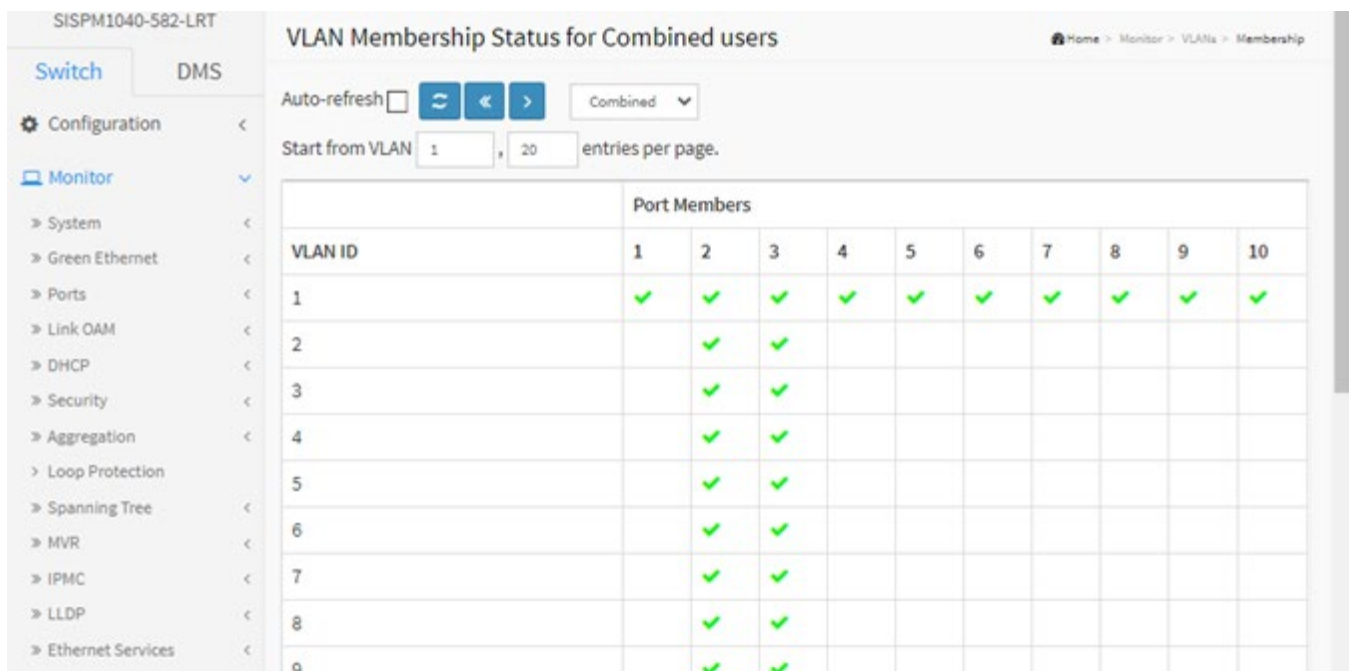 SISPM1040-582-LRT
Switch DMS
Configuration
Monitor
System
Green Ethernet
Ports
Link OAM
DHCP
Security
Aggregation
Loop Protection
Spanning Tree
MVR
IPMC
LLDP
Ethernet Services
VLAN Membership Status for Combined users
Home > Monitor > VLANs > Membership
Auto-refresh Combined
Start from VLAN 1 , 20 entries per page.
Port Members
VLAN ID 1 2 3 4 5 6 7 8 9 10
1
2
3
4
5
6
7
8
9